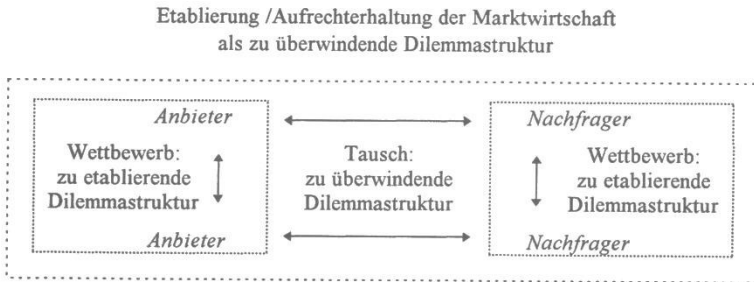 Etablierung /Aufrechterhaltung der Marktwirtschaft
als zu überwindende Dilemmastruktur
Anbieter
Nachfrager
Wettbewerb:
zu etablierende
Dilemmastruktur
Tausch:
zu überwindende
Dilemmastruktur
Wettbewerb:
zu etablierende
Dilemmastruktur
Anbieter
Nachfrager